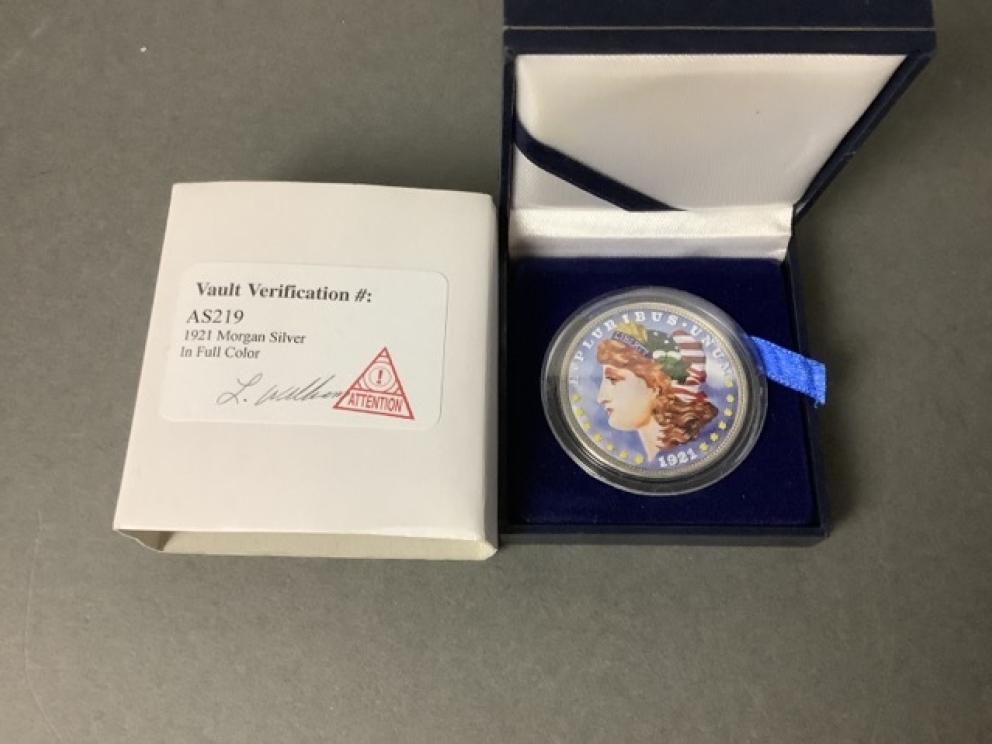 Vault Verification #:
AS219
1921 Morgan Silver
In Full Color
!
ATTENTION
E · PLURIBUS · UNUM
LIBERTY
1921